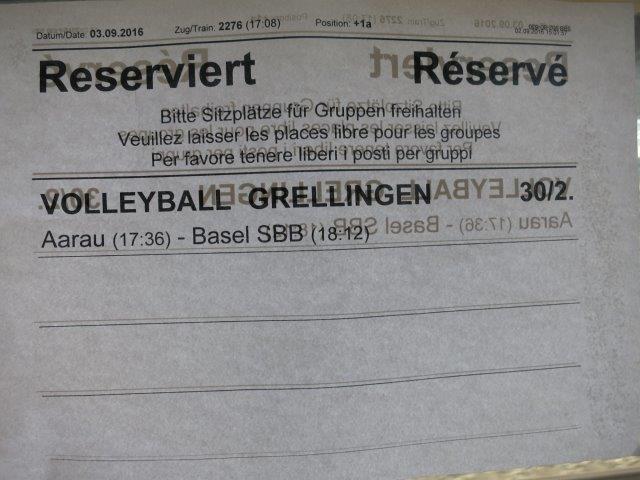 Datum/Date 03.09.2016 Zug/Train: 2276 (17:08) Position: +1a
Reserviert Réservé
Bitte Sitzplätze für Gruppen freihalten
Veuillez laisser les places libre pour les groupes
Per favore tenere liberi i posti per gruppi
VOLLEYBALL GRELLINGEN 30/2.
Aarau (17:36) - Basel SBB (18:12)